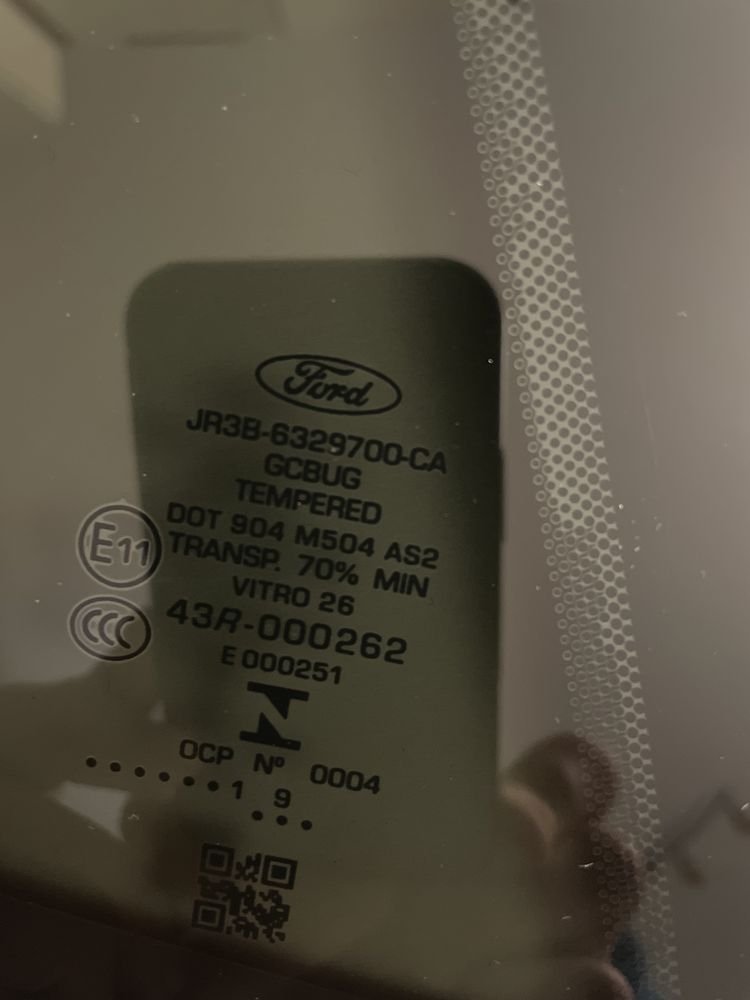 Ford
JR3B-6329700-CA
GCBUG
TEMPERED
DOT 904 M504 AS2
E11 TRANSP. 70% MIN
VITRO 26
CCC 43R-000262
E 000251
OCP Nº 0004
......1 9
...